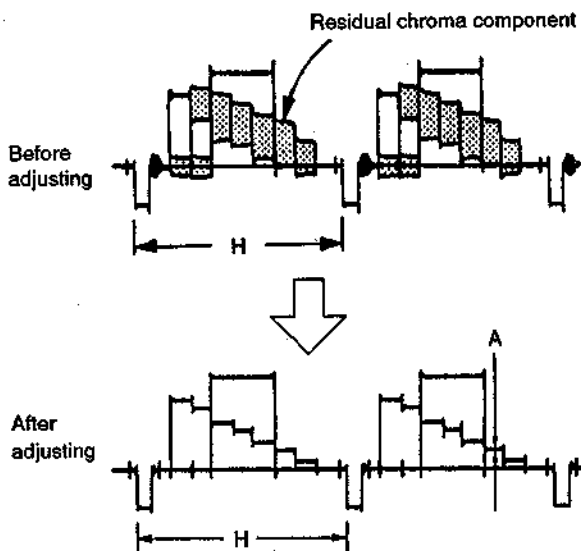 Residual chroma component
Before
adjusting
H
A
After
adjusting
H